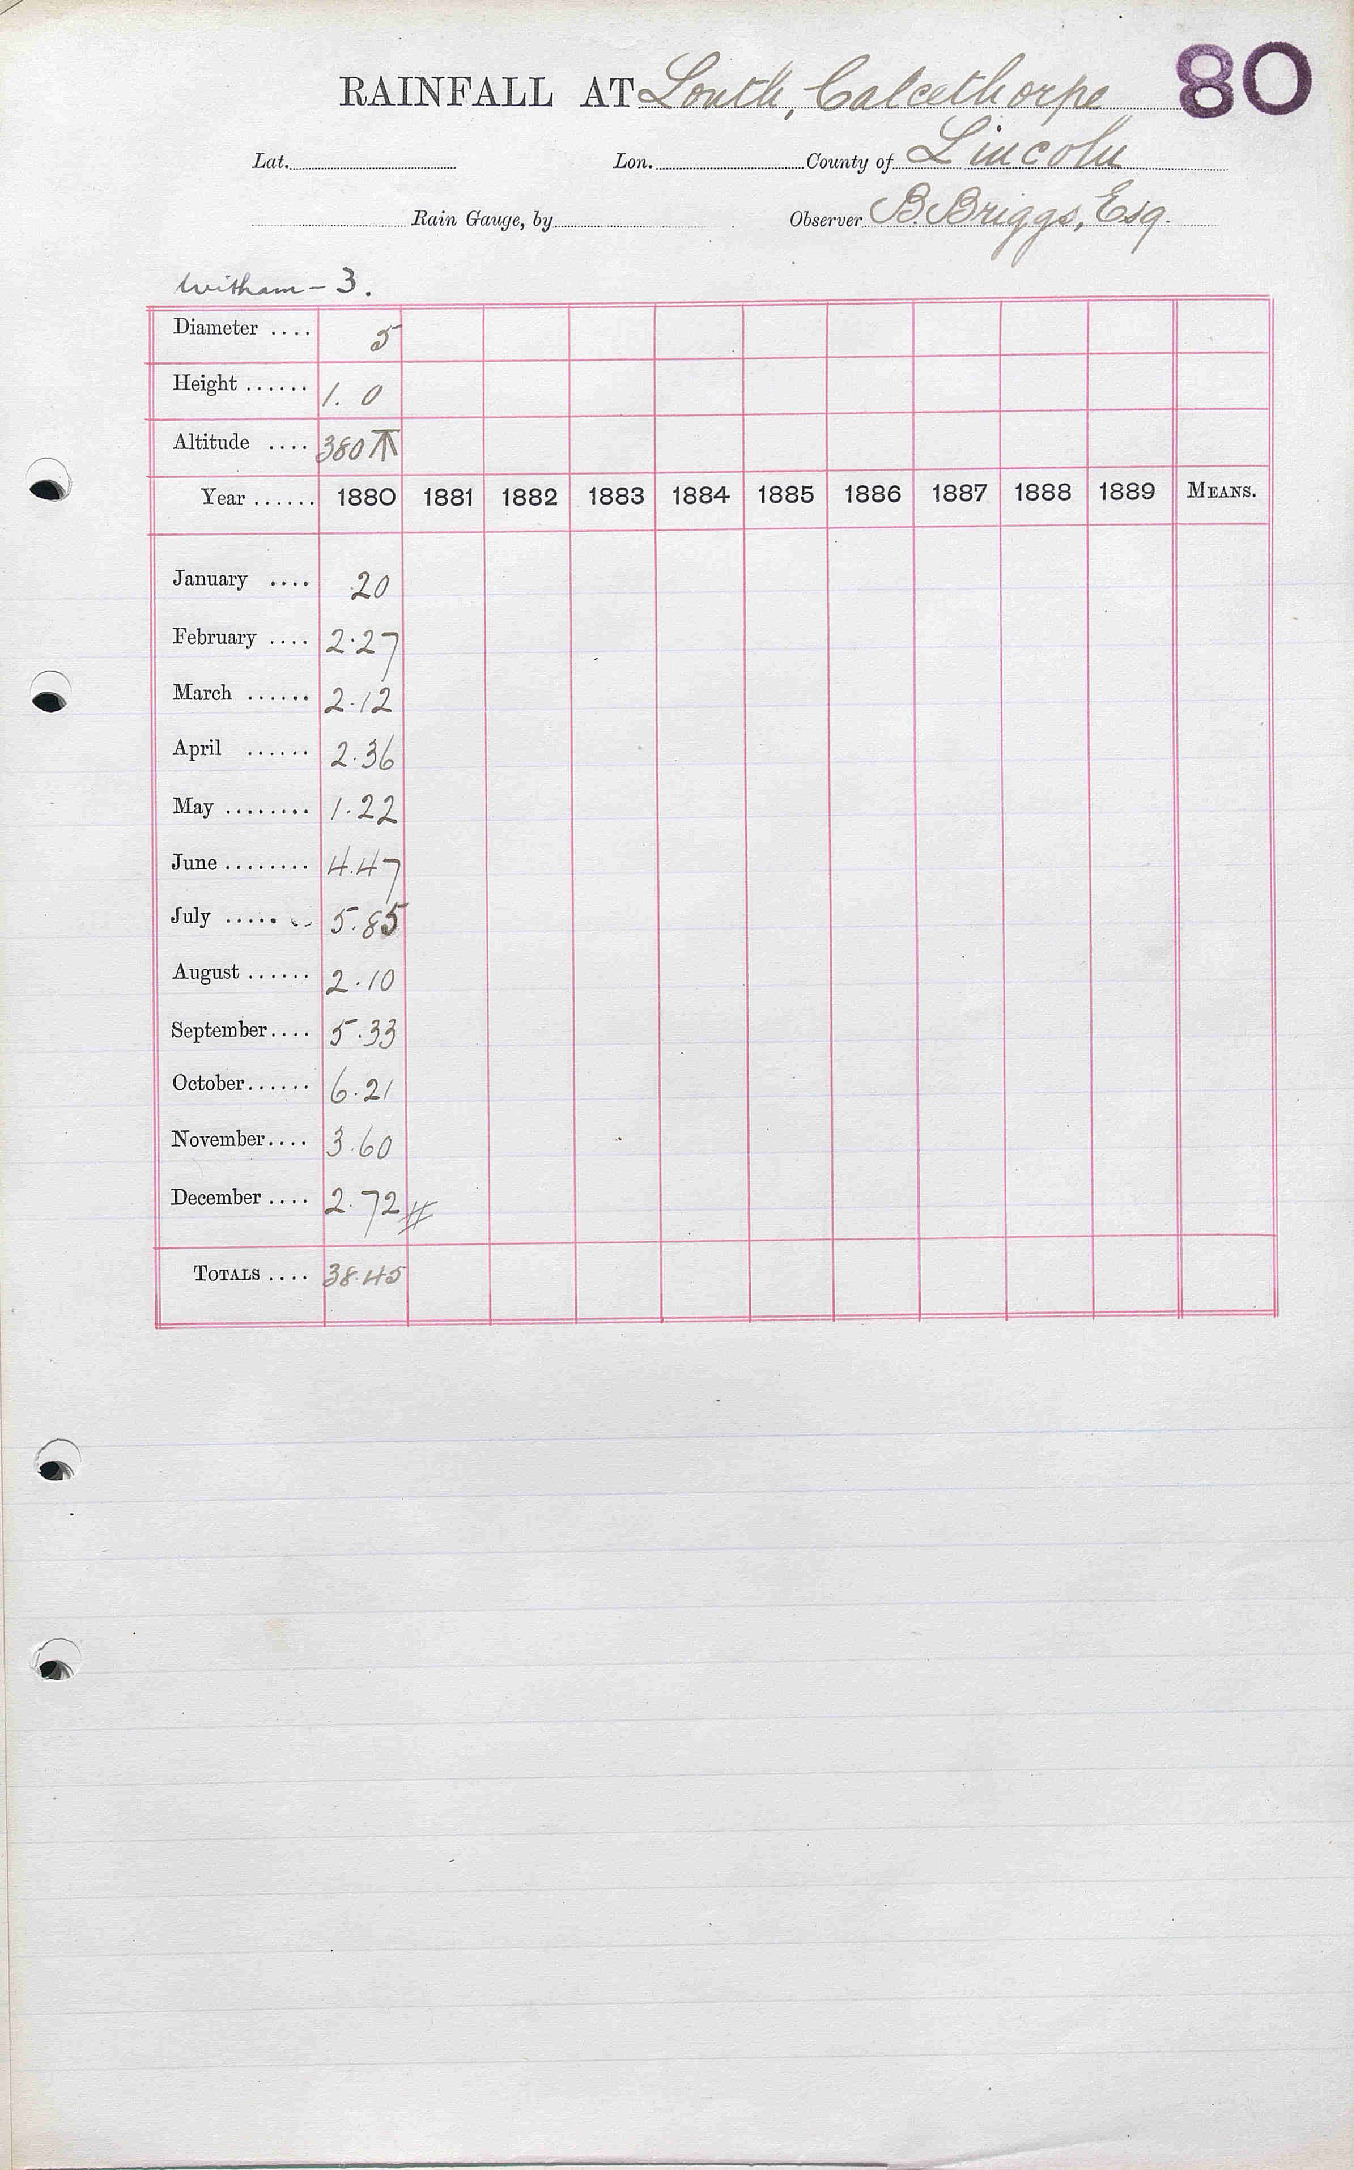 RAINFALL AT Louth, Calcethorpe 80
Lat. Lon. County of Lincoln
Rain Gauge, by Observer B. Briggs, Esq.
Witham - 3.
Diameter .... 5
Height ...... 1. 0
Altitude .... 380
Year ...... 1880 1881 1882 1883 1884 1885 1886 1887 1888 1889 MEANS.
January .... .20
February .... 2.27
March ...... 2.12
April ...... 2.36
May ........ 1.22
June ........ 4.47
July ..... 5.85
August ...... 2.10
September.... 5.33
October...... 6.21
November.... 3.60
December .... 2.72 #
TOTALS .... 38.45